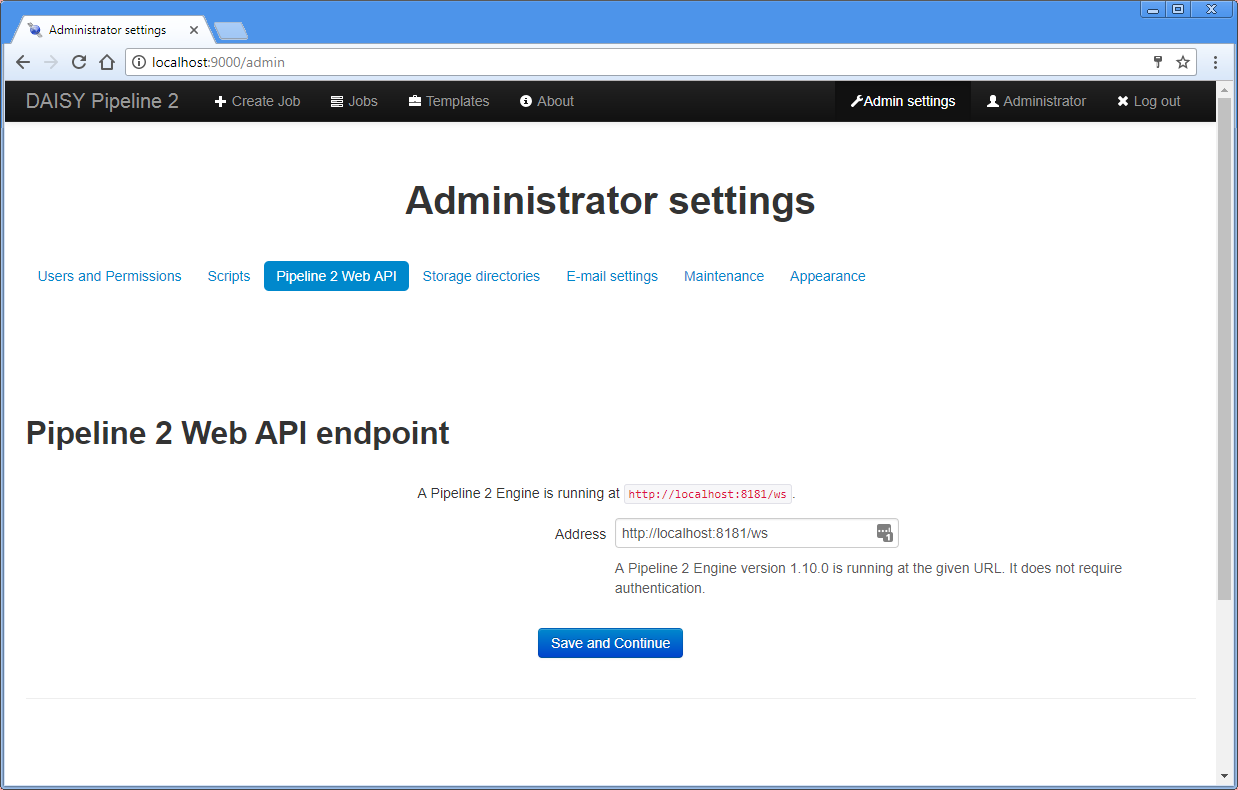 Administrator settings
localhost:9000/admin
DAISY Pipeline 2 Create Job Jobs Templates About Admin settings Administrator Log out
Administrator settings
Users and Permissions Scripts Pipeline 2 Web API Storage directories E-mail settings Maintenance Appearance
Pipeline 2 Web API endpoint
A Pipeline 2 Engine is running at http://localhost:8181/ws.
Address http://localhost:8181/ws 1
A Pipeline 2 Engine version 1.10.0 is running at the given URL. It does not require
authentication.
Save and Continue